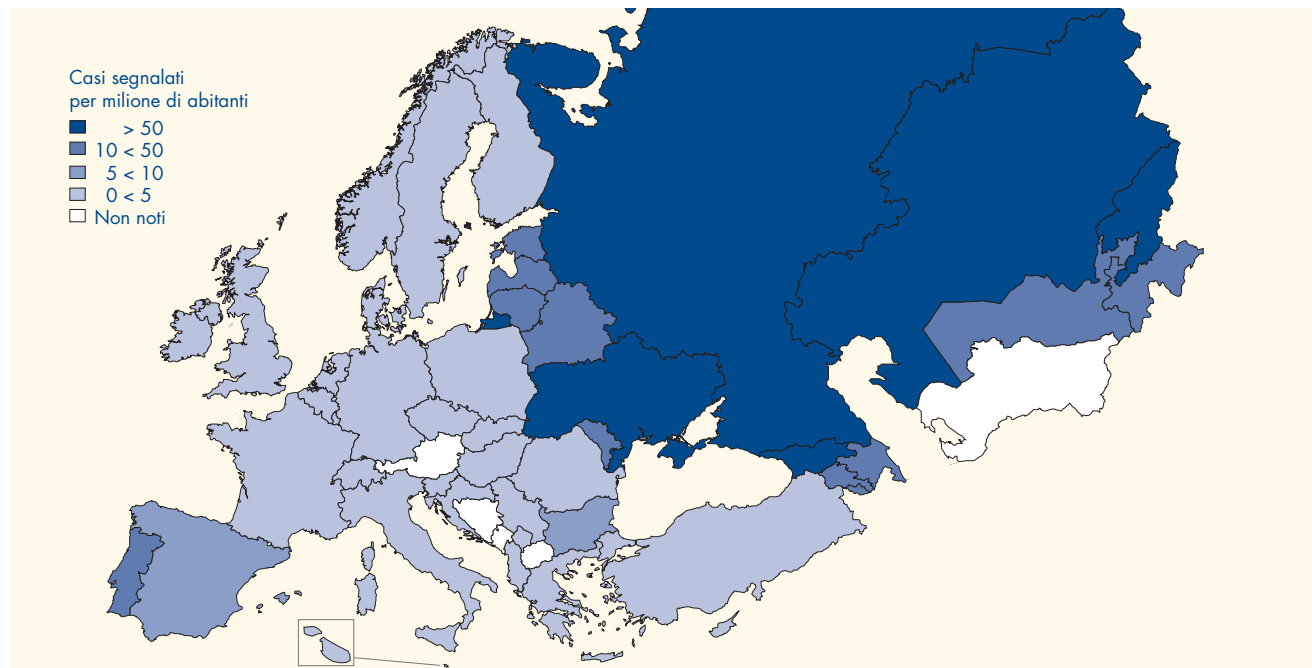 Casi segnalati
per milione di abitanti
> 50
10 < 50
5 < 10
0 < 5
Non noti